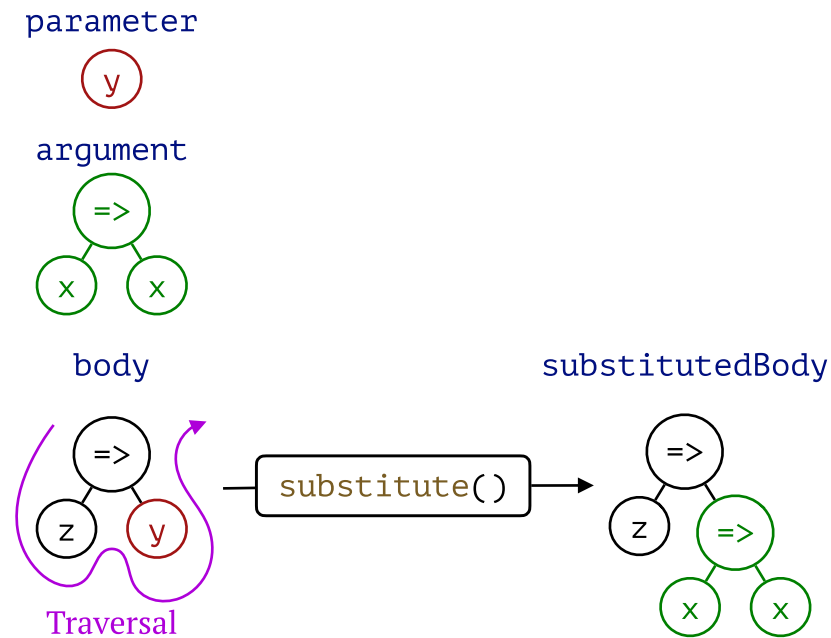 parameter
y
argument
=>
x x
body
=>
z y
Traversal
substitute()
substitutedBody
=>
z
=>
x x